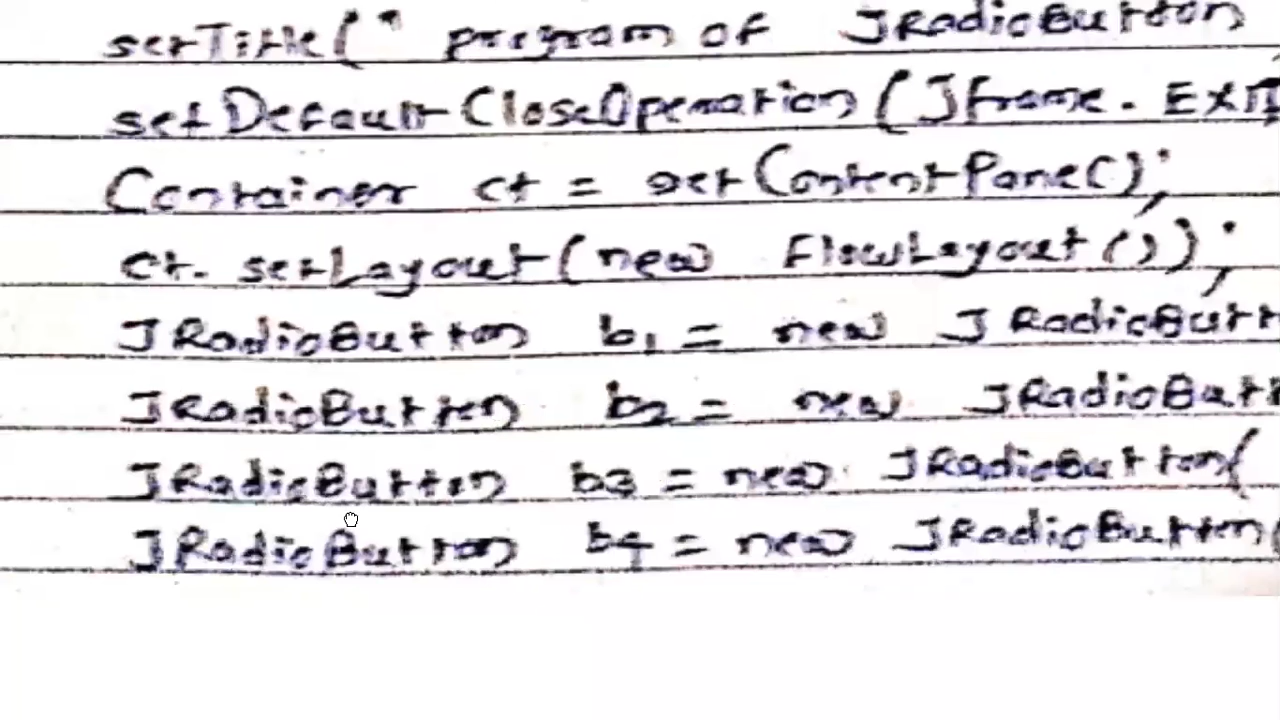 setTitle(" program of JRadioButton
setDefaultCloseOperation (JFrame. EXIT
Container ct = getContentPane();
ct. setLayout (new FlowLayout ());
JRadioButton b1 = new JRadioButt
JRadioButton b2 = new JRadioButt
JRadioButton b3 = new JRadioButton(
JRadioButton b4 = new JRadioButton(